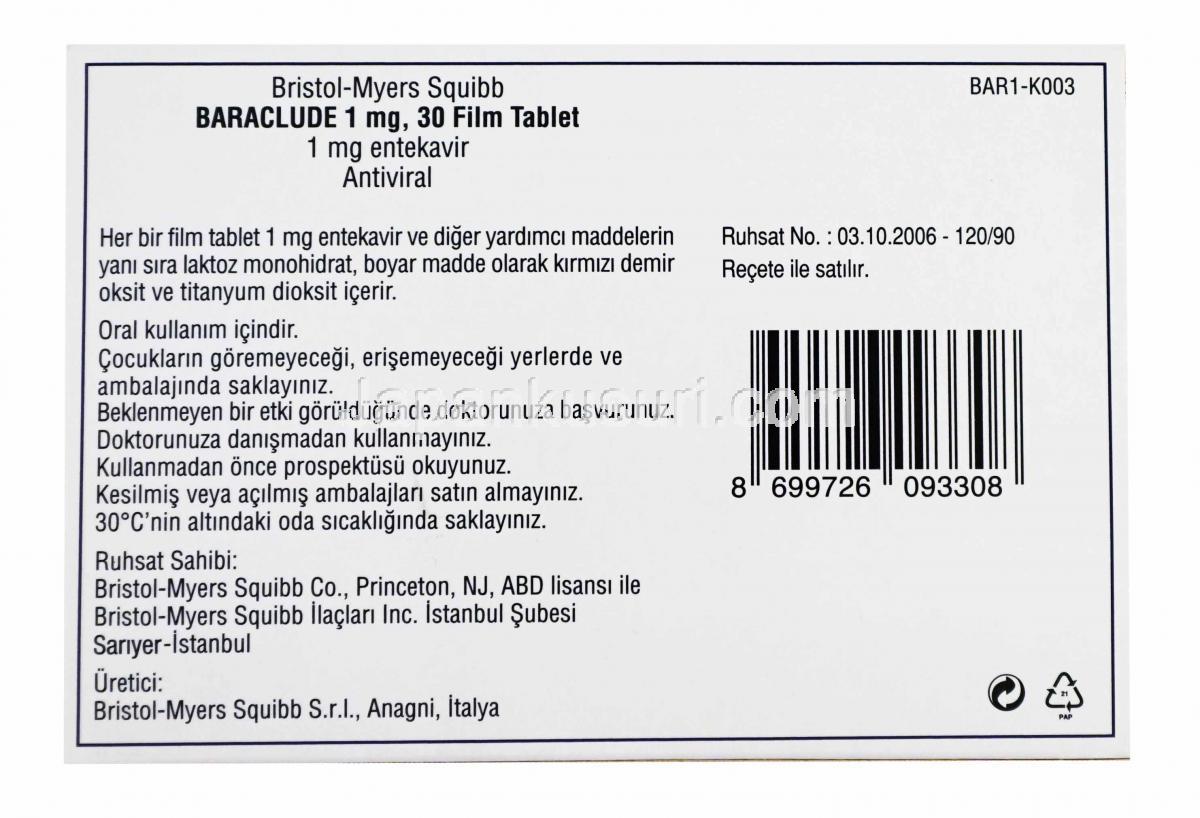 Bristol-Myers Squibb
BARACLUDE 1 mg, 30 Film Tablet
1 mg entekavir
Antiviral
BAR1-K003
Her bir film tablet 1 mg entekavir ve diğer yardımcı maddelerin
yanı sıra laktoz monohidrat, boyar madde olarak kırmızı demir
oksit ve titanyum dioksit içerir.
Oral kullanım içindir.
Çocukların göremeyeceği, erişemeyeceği yerlerde ve
ambalajında saklayınız.
Beklenmeyen bir etki görüldüğünde doktorunuza başvurunuz.
Doktorunuza danışmadan kullanmayınız.
Kullanmadan önce prospektüsü okuyunuz.
Kesilmiş veya açılmış ambalajları satın almayınız.
30°C'nin altındaki oda sıcaklığında saklayınız.
Ruhsat Sahibi:
Bristol-Myers Squibb Co., Princeton, NJ, ABD lisansı ile
Bristol-Myers Squibb İlaçları Inc. İstanbul Şubesi
Sarıyer-İstanbul
Üretici:
Bristol-Myers Squibb S.r.l., Anagni, İtalya
Ruhsat No. : 03.10.2006 - 120/90
Reçete ile satılır.
Japankusuri.com
8 699726 093308
21
PAP